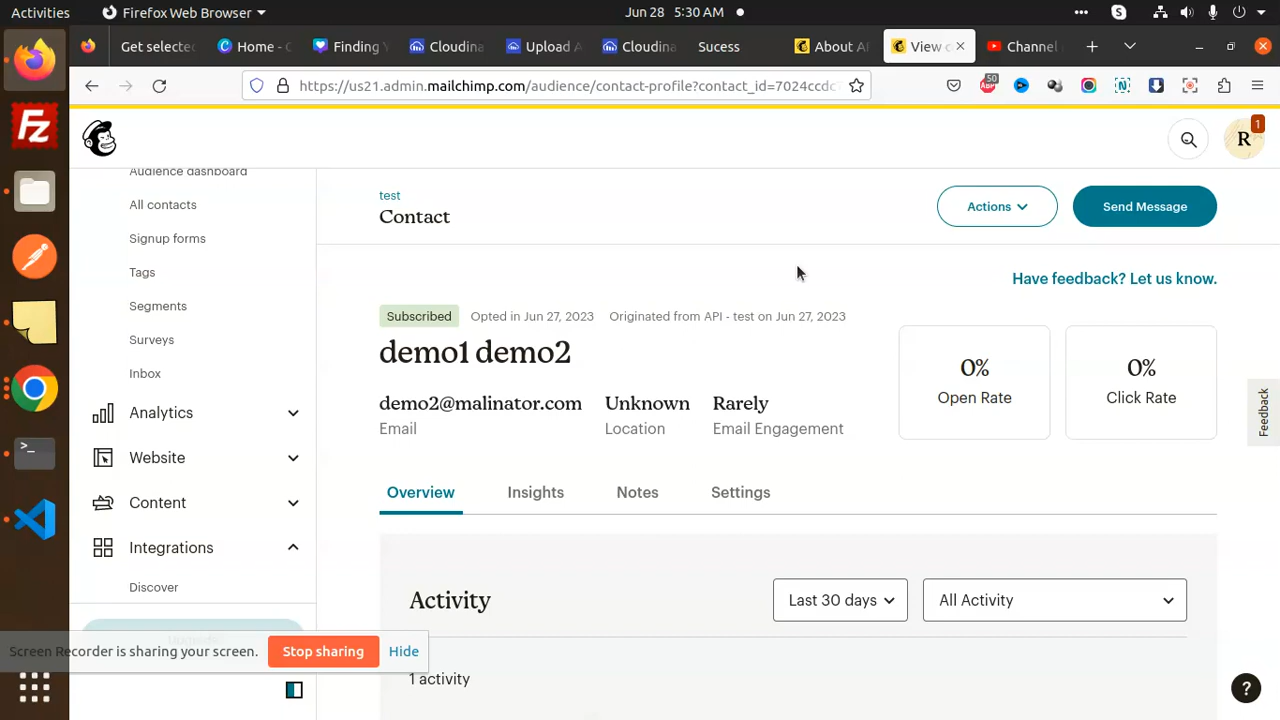 Activities
Firefox Web Browser
Jun 28 5:30 AM
Get selected
Home - C
Finding Y
Cloudina
Upload A
Cloudina
Sucess
About A
View c
Channel
https://us21.admin.mailchimp.com/audience/contact-profile?contact_id=7024ccdc
50
ABP
N
R
1
Audience dashboard
All contacts
Signup forms
Tags
Segments
Surveys
Inbox
Analytics
Website
Content
Integrations
Discover
test
Contact
Actions
Send Message
Have feedback? Let us know.
Subscribed
Opted in Jun 27, 2023
Originated from API - test on Jun 27, 2023
demo1 demo2
demo2@malinator.com
Email
Unknown
Location
Rarely
Email Engagement
0%
Open Rate
0%
Click Rate
Feedback
Overview
Insights
Notes
Settings
Activity
Last 30 days
All Activity
1 activity
Screen Recorder is sharing your screen.
Stop sharing
Hide
?